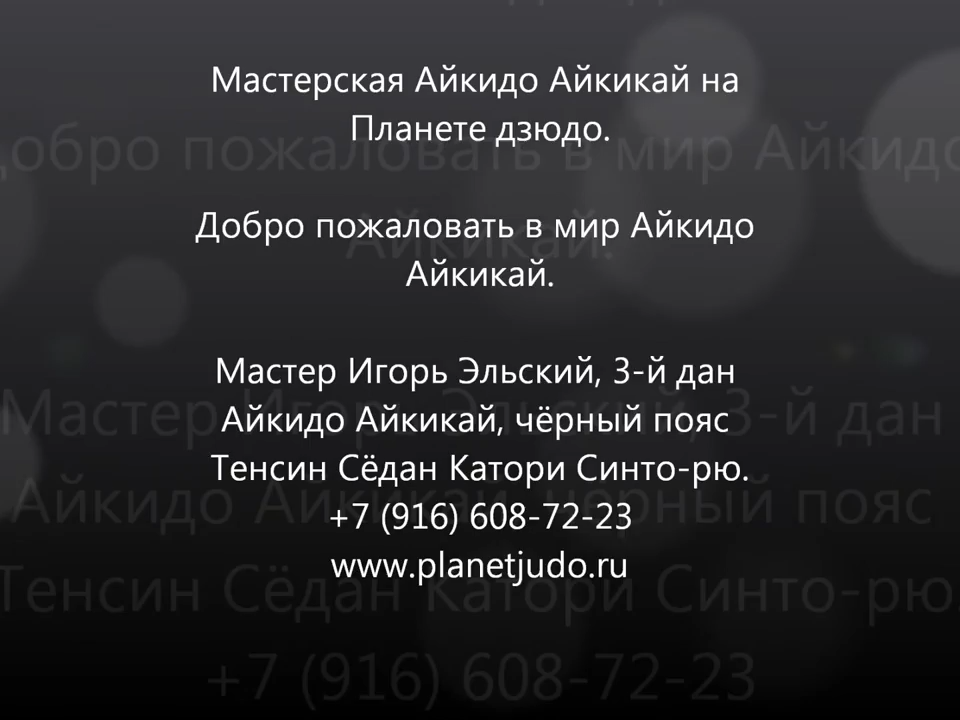 Мастерская Айкидо Айкикай на
Планете дзюдо.
Добро пожаловать в мир Айкидо
Айкикай.
Мастер Игорь Эльский, 3-й дан
Айкидо Айкикай, чёрный пояс
Тенсин Сёдан Катори Синто-рю.
+7 (916) 608-72-23
www.planetjudo.ru